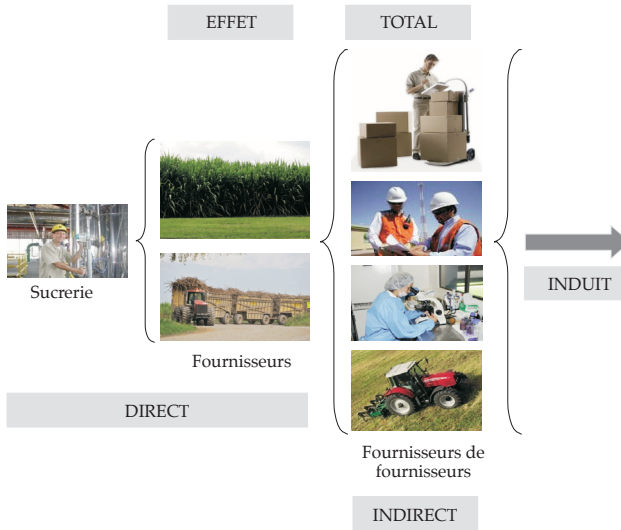 EFFET
TOTAL
Sucrerie
Fournisseurs
INDUIT
DIRECT
Fournisseurs de
fournisseurs
INDIRECT